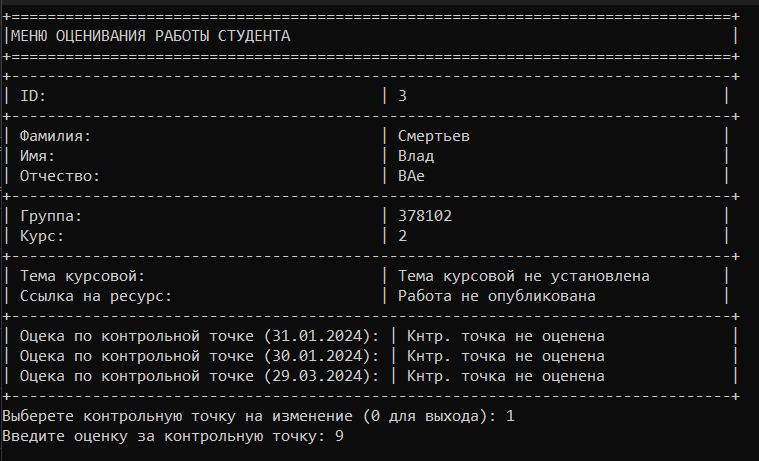 МЕНЮ ОЦЕНИВАНИЯ РАБОТЫ СТУДЕНТА
ID: 3
Фамилия: Смертьев
Имя: Влад
Отчество: ВАе
Группа: 378102
Курс: 2
Тема курсовой: Тема курсовой не установлена
Ссылка на ресурс: Работа не опубликована
Оцека по контрольной точке (31.01.2024): Кнтр. точка не оценена
Оцека по контрольной точке (30.01.2024): Кнтр. точка не оценена
Оцека по контрольной точке (29.03.2024): Кнтр. точка не оценена
Выберете контрольную точку на изменение (0 для выхода): 1
Введите оценку за контрольную точку: 9